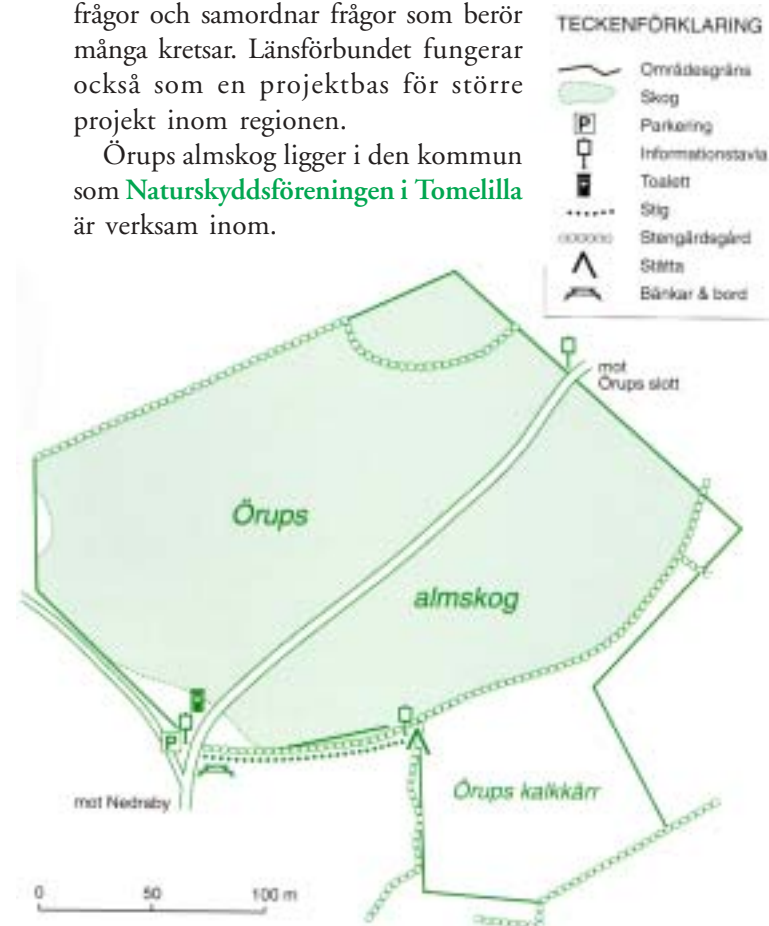 frågor och samordnar frågor som berör
många kretsar. Länsförbundet fungerar
också som en projektbas för större
projekt inom regionen.
Örups almskog ligger i den kommun
som Naturskyddsföreningen i Tomelilla
är verksam inom.
TECKENFÖRKLARING
Områdesgräns
Skog
P Parkering
Informationstavla
Toalett
Stig
Stengärdsgård
Stätta
Bänkar & bord
mot
Örups slott
Örups
almskog
P
mot Nedraby
Örups kalkkärr
0 50 100 m